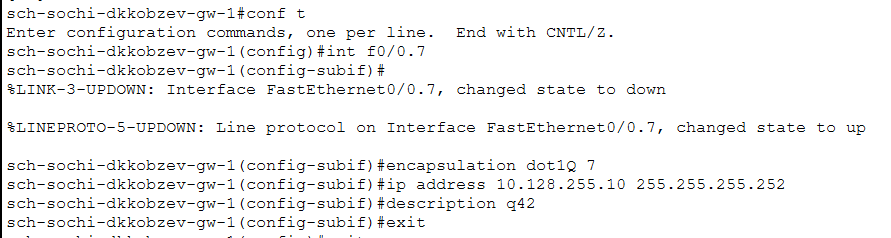 sch-sochi-dkkobzev-gw-1#conf t
Enter configuration commands, one per line.  End with CNTL/Z.
sch-sochi-dkkobzev-gw-1(config)#int f0/0.7
sch-sochi-dkkobzev-gw-1(config-subif)#
%LINK-3-UPDOWN: Interface FastEthernet0/0.7, changed state to down
%LINEPROTO-5-UPDOWN: Line protocol on Interface FastEthernet0/0.7, changed state to up
sch-sochi-dkkobzev-gw-1(config-subif)#encapsulation dot1Q 7
sch-sochi-dkkobzev-gw-1(config-subif)#ip address 10.128.255.10 255.255.255.252
sch-sochi-dkkobzev-gw-1(config-subif)#description q42
sch-sochi-dkkobzev-gw-1(config-subif)#exit